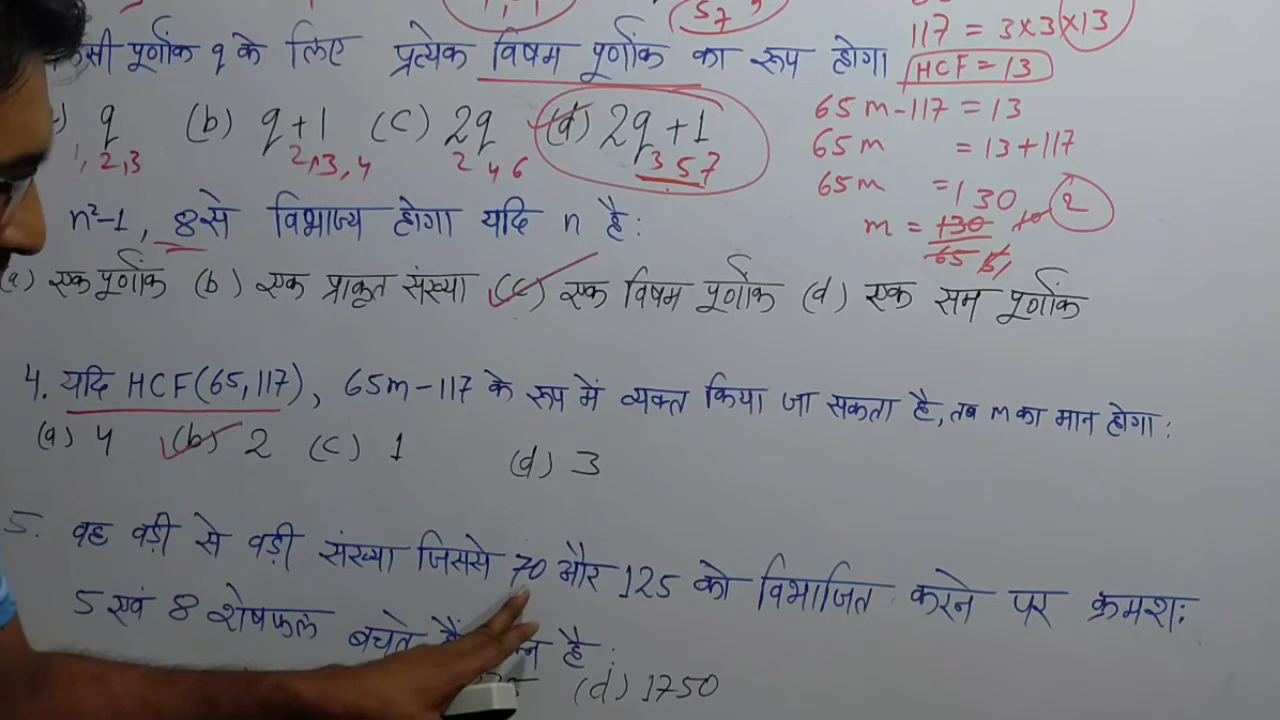 57
117 = 3×3×13
पूर्णांक q के लिए प्रत्येक विषम पूर्णांक का रूप होगा
HCF = 13
q (b) q+1 (c) 2q (d) 2q+1
1, 2,3 2,3,4 2 4 6 3 5 7
65m-117 = 13
65m = 13+117
65m = 130
m = 130/65 2
n²-1, 8 से विभाज्य होगा यदि n है:
(a) एक पूर्णांक (b) एक प्राकृत संख्या (c) एक विषम पूर्णांक (d) एक सम पूर्णांक
4. यदि HCF(65,117), 65m-117 के रूप में व्यक्त किया जा सकता है, तब m का मान होगा:
(a) 4 (b) 2 (c) 1 (d) 3
5. वह बड़ी से बड़ी संख्या जिससे 70 और 125 को विभाजित करने पर क्रमश:
5 एवं 8 शेषफल बचते है:
(d) 1750